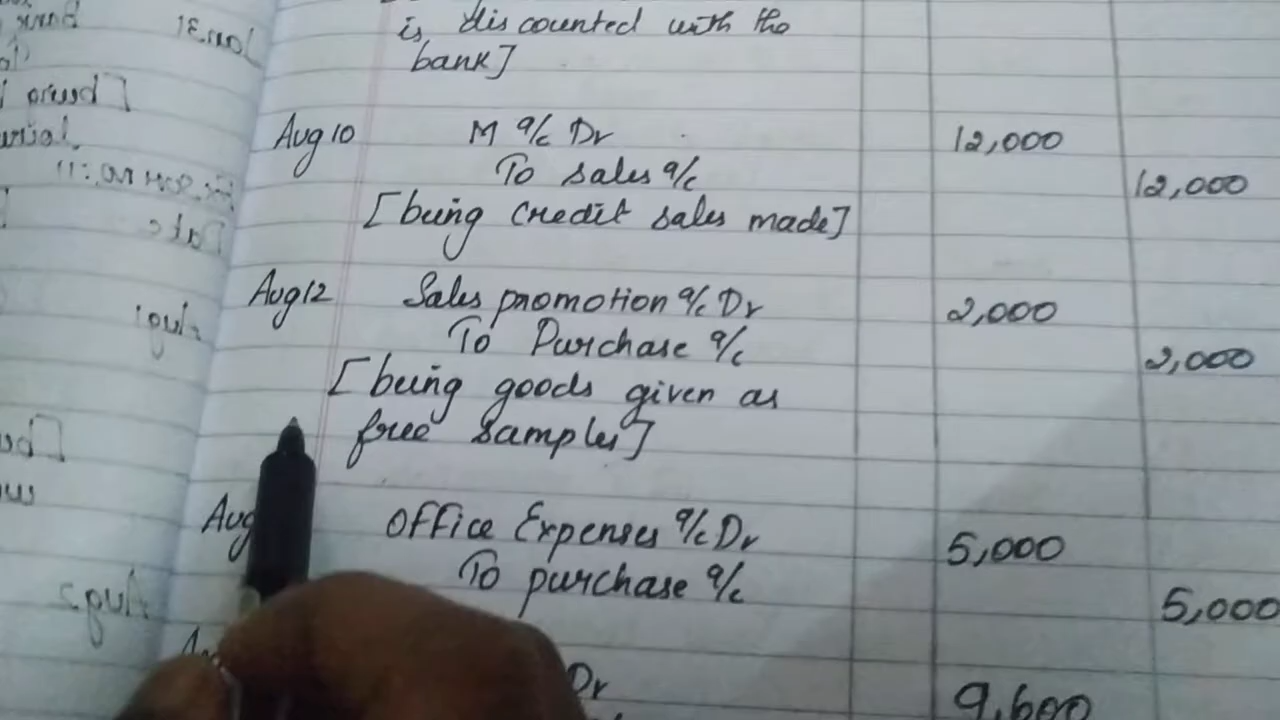 is discounted with the
bank]
Aug 10 M a/c Dr 12,000
To sales a/c 12,000
[being credit sales made]
Aug 12 Sales promotion a/c Dr 2,000
To Purchase a/c 2,000
[being goods given as
free samples]
Aug Office Expenses a/c Dr 5,000
To purchase a/c 5,000
Dr 9,600